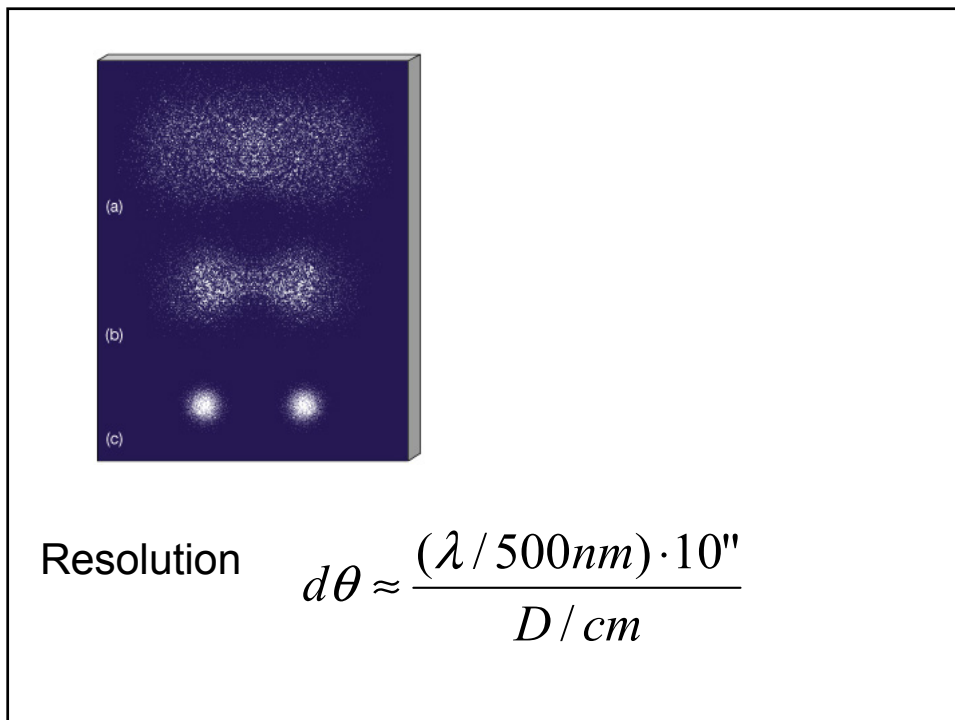 (a)
(b)
(c)
Resolution dθ ≈ (λ / 500nm) · 10" / D / cm